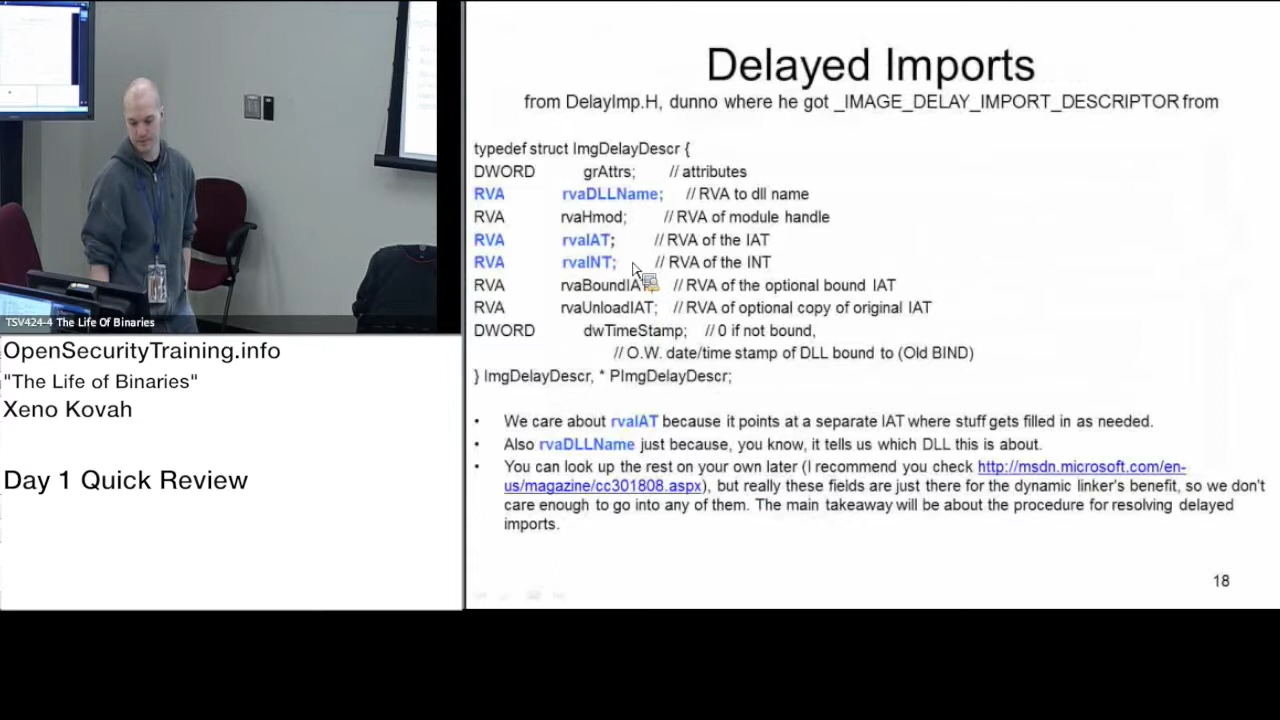 TSV424-4 The Life Of Binaries
OpenSecurityTraining.info
"The Life of Binaries"
Xeno Kovah
Day 1 Quick Review
Delayed Imports
from DelayImp.H, dunno where he got _IMAGE_DELAY_IMPORT_DESCRIPTOR from
typedef struct ImgDelayDescr {
DWORD grAttrs; // attributes
RVA rvaDLLName; // RVA to dll name
RVA rvaHmod; // RVA of module handle
RVA rvaIAT; // RVA of the IAT
RVA rvaINT; // RVA of the INT
RVA // RVA of the optional bound IAT
RVA rvaUnloadIAT; // RVA of optional copy of original IAT
DWORD dwTimeStamp; // 0 if not bound,
// O.W. date/time stamp of DLL bound to (Old BIND)
} ImgDelayDescr, * PImgDelayDescr;
• We care about rvaIAT because it points at a separate IAT where stuff gets filled in as needed.
• Also rvaDLLName just because, you know, it tells us which DLL this is about.
• You can look up the rest on your own later (I recommend you check http://msdn.microsoft.com/en-
us/magazine/cc301808.aspx), but really these fields are just there for the dynamic linker's benefit, so we don't
care enough to go into any of them. The main takeaway will be about the procedure for resolving delayed
imports.
18